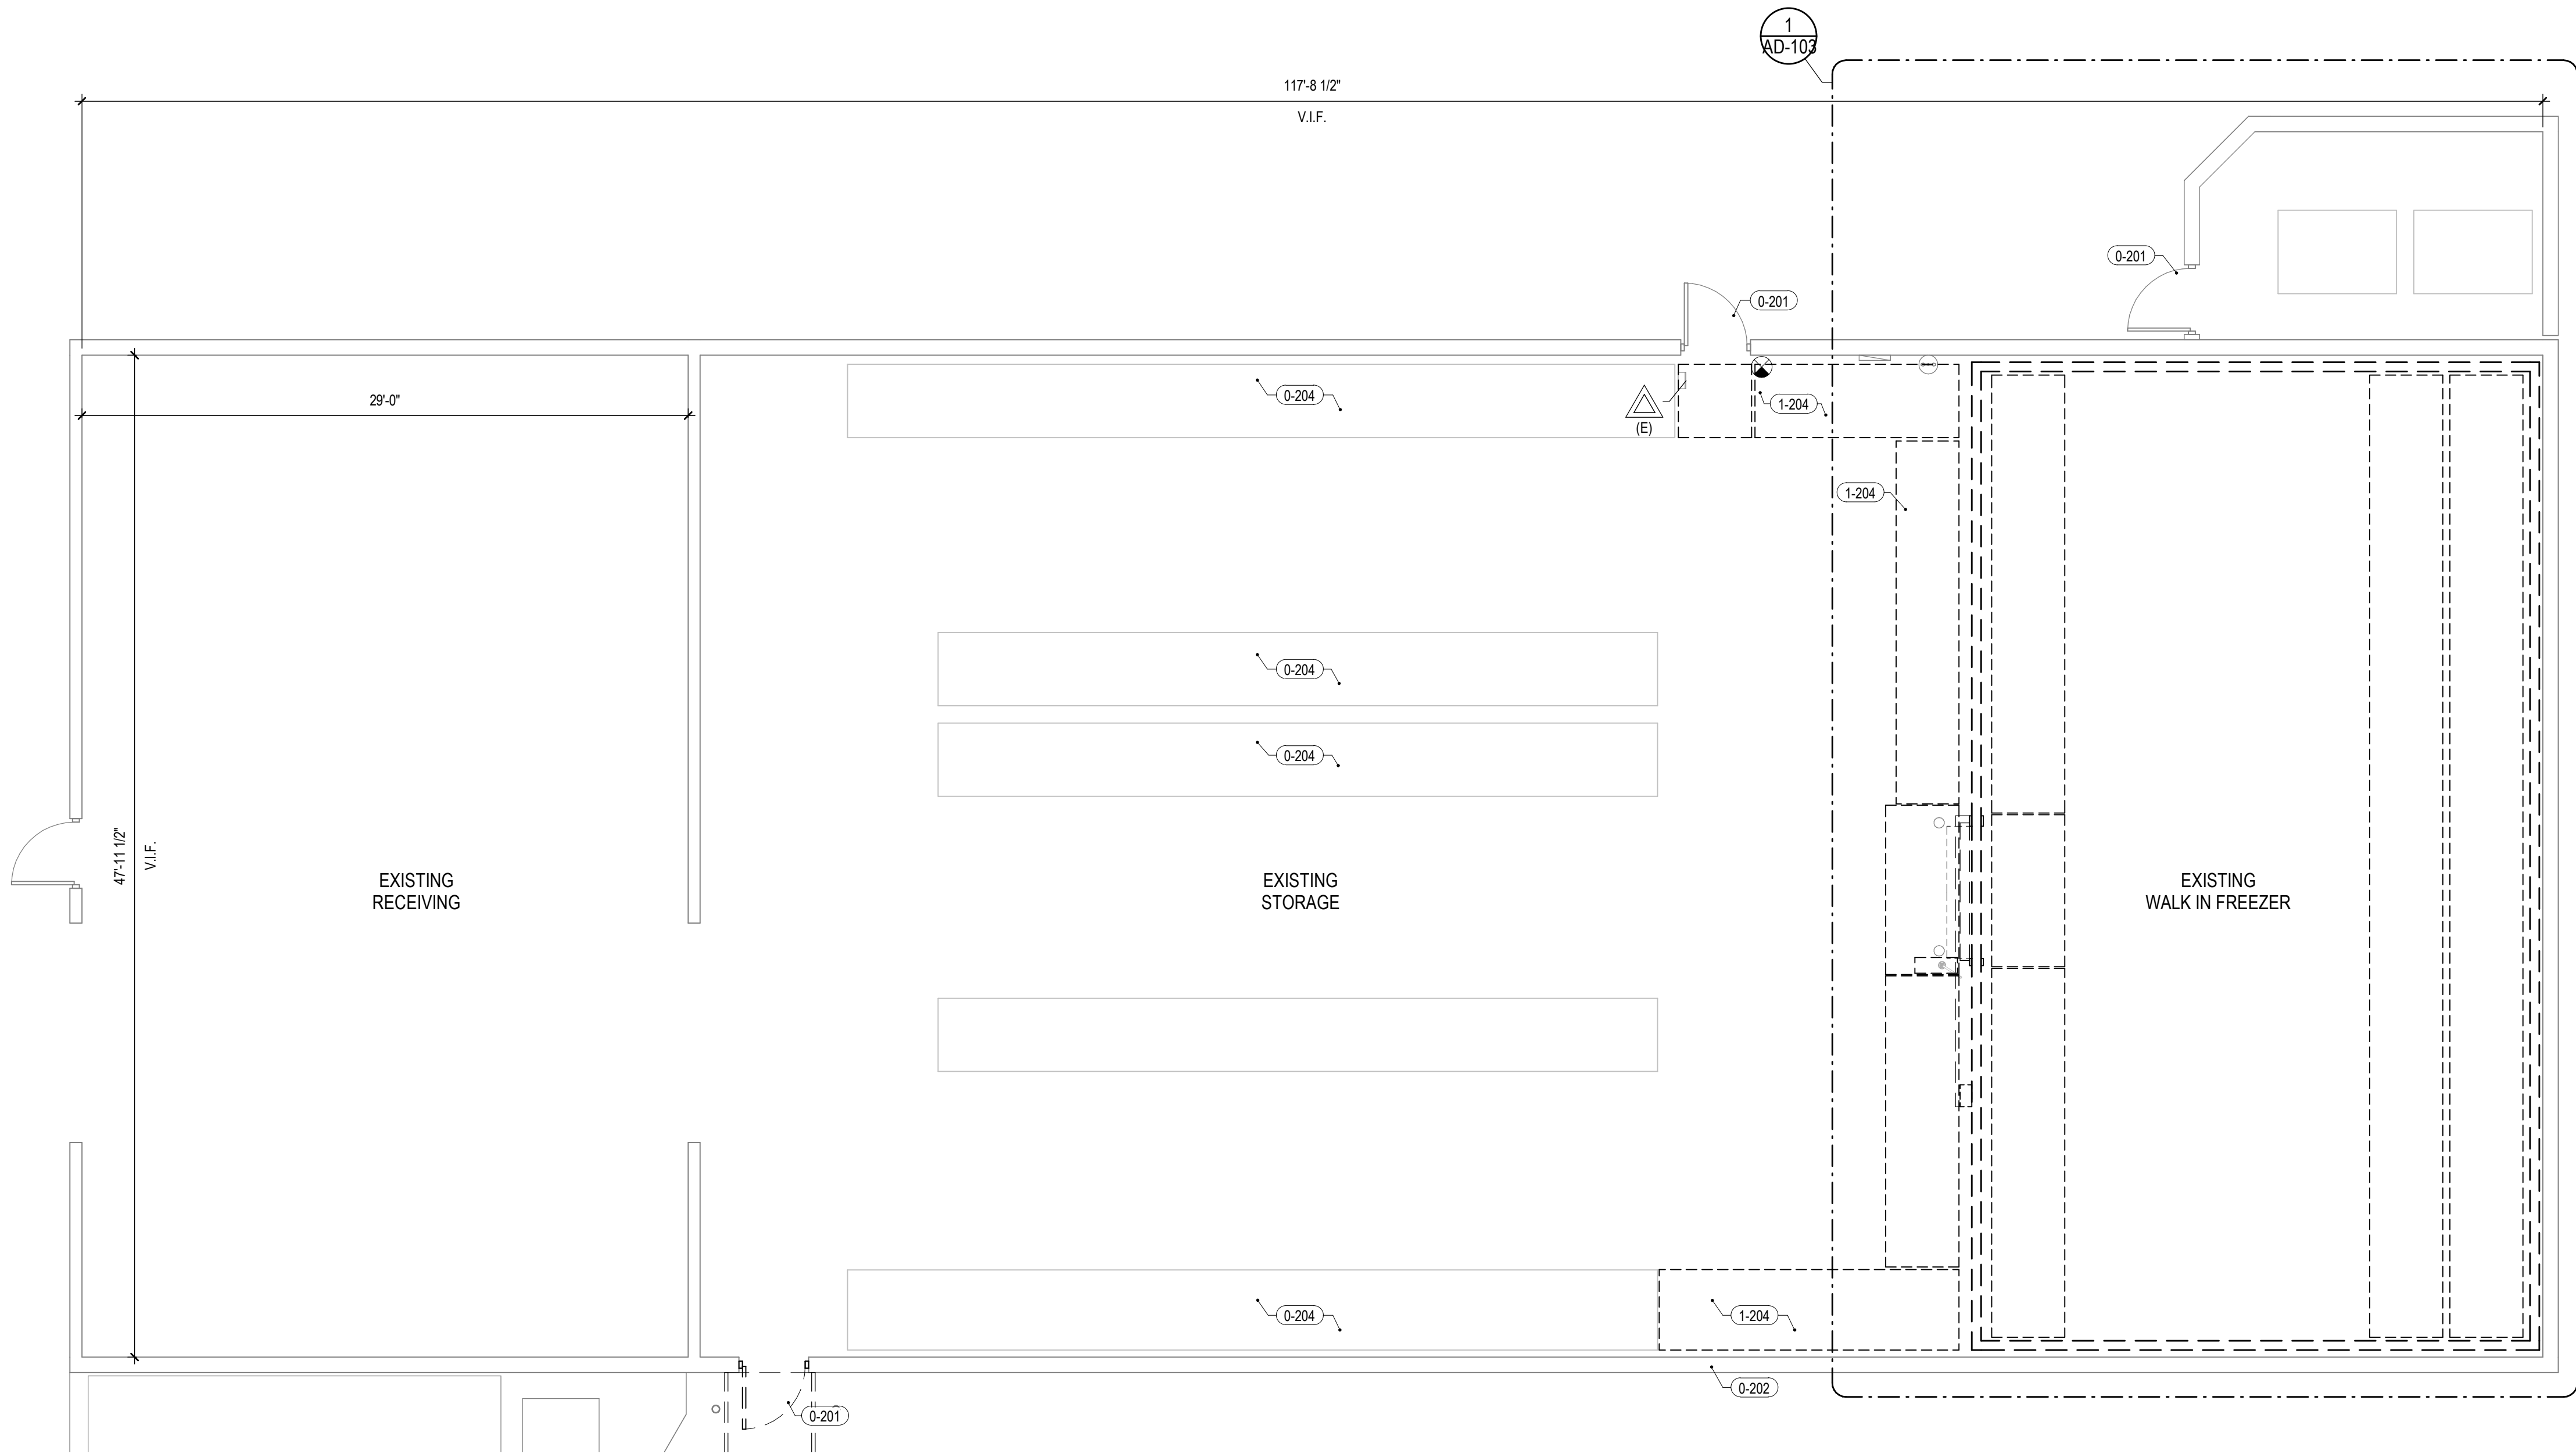 1
AD-103
117'-8 1/2"
V.I.F.
0-201
0-201
29'-0"
0-204
1-204
(E)
1-204
0-204
0-204
47'-11 1/2"
V.I.F.
EXISTING
RECEIVING
EXISTING
STORAGE
EXISTING
WALK IN FREEZER
0-204
1-204
0-202
0-201